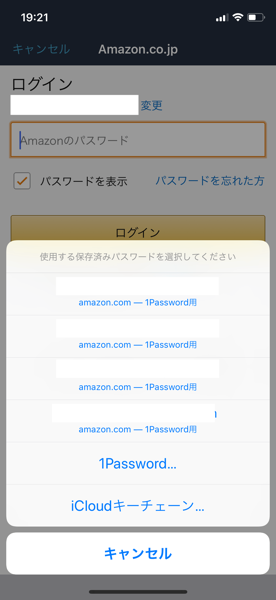 19:21
キャンセル Amazon.co.jp
ログイン
変更
Amazonのパスワード
パスワードを表示 パスワードを忘れた方
ログイン
使用する保存済みパスワードを選択してください
amazon.com — 1Password用
amazon.com — 1Password用
amazon.com — 1Password用
amazon.com — 1Password用
1Password...
iCloudキーチェーン...
キャンセル